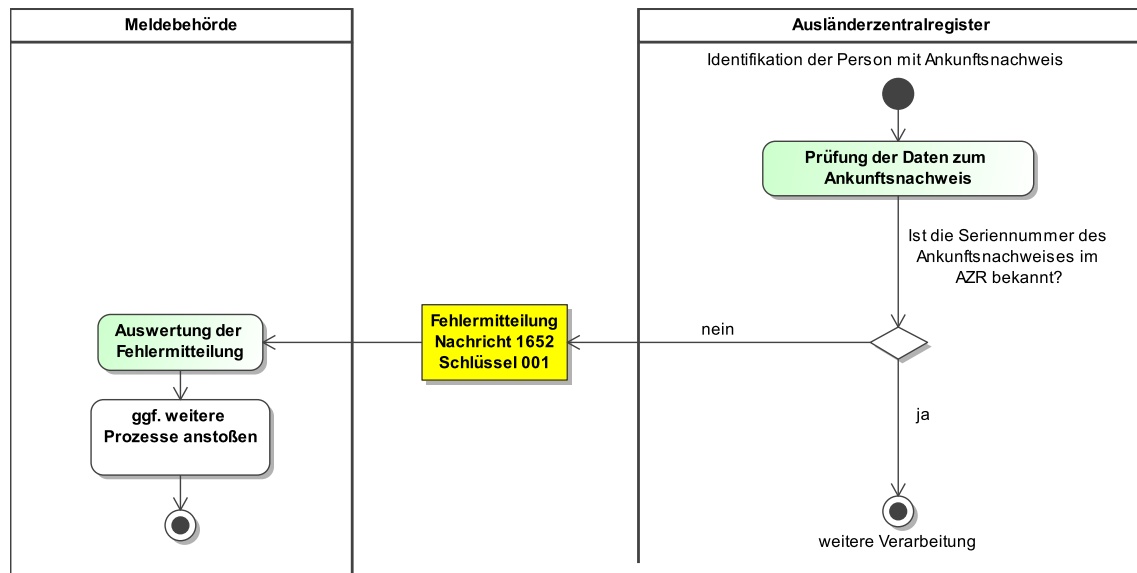 Meldebehörde
Ausländerzentralregister
Identifikation der Person mit Ankunftsnachweis
Prüfung der Daten zum
Ankunftsnachweis
Ist die Seriennummer des
Ankunftsnachweises im
AZR bekannt?
nein
Fehlermitteilung
Nachricht 1652
Schlüssel 001
Auswertung der
Fehlermitteilung
ggf. weitere
Prozesse anstoßen
ja
weitere Verarbeitung